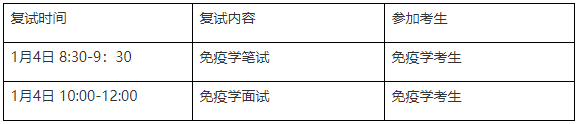 复试时间 复试内容 参加考生
1月4日 8:30-9：30 免疫学笔试 免疫学考生
1月4日 10:00-12:00 免疫学面试 免疫学考生